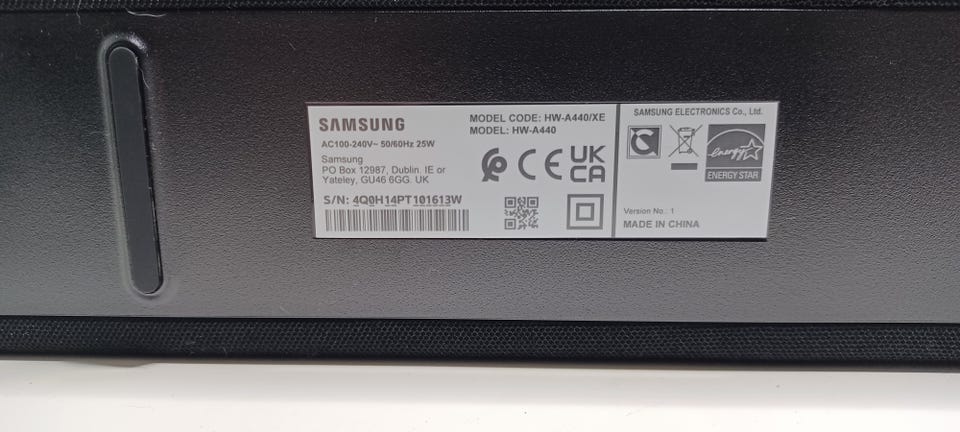 SAMSUNG
AC100-240V~ 50/60Hz 25W
Samsung
PO Box 12987, Dublin. IE or
Yateley, GU46 6GG. UK
S/N: 4Q0H14PT101613W
MODEL CODE: HW-A440/XE
MODEL: HW-A440
CE
UK
CA
SAMSUNG ELECTRONICS Co., Ltd.
energy
ENERGY STAR
Version No.: 1
MADE IN CHINA